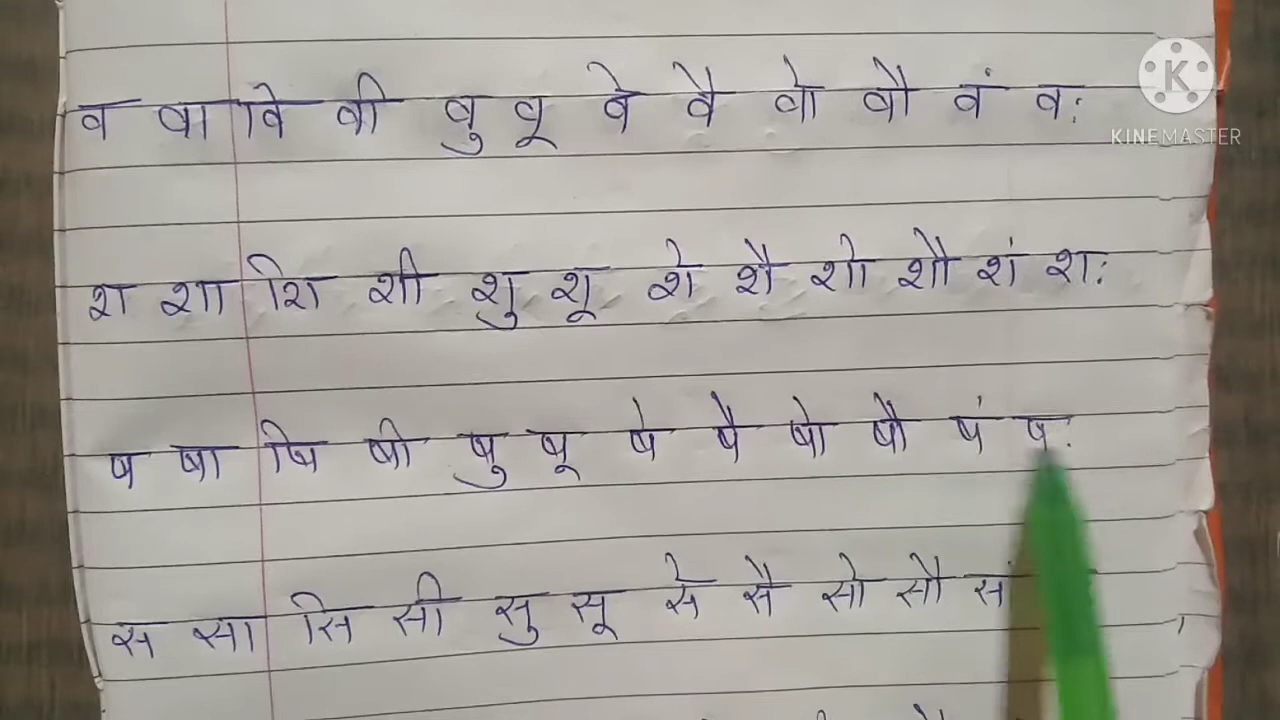 व वा वि वी वु वू वे वै वो वौ वं वः
K
KINEMASTER
श शा शि शी शु शू शे शै शो शौ शं शः
ष षा षि षी षु षू षे षै षो षौ षं षः
स सा सि सी सु सू से सै सो सौ सं